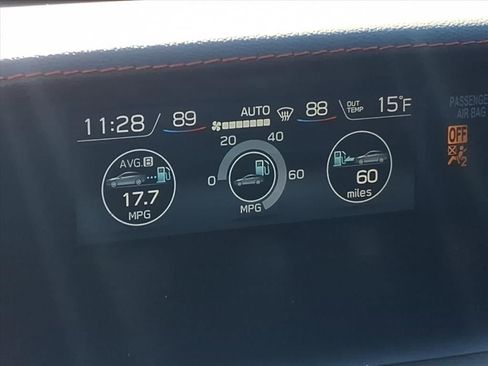 11:28 89 AUTO 88 OUT TEMP 15°F
PASSENGER
AIR BAG
OFF
2
AVG. B
17.7
MPG
0 20 40 60
MPG
60
miles